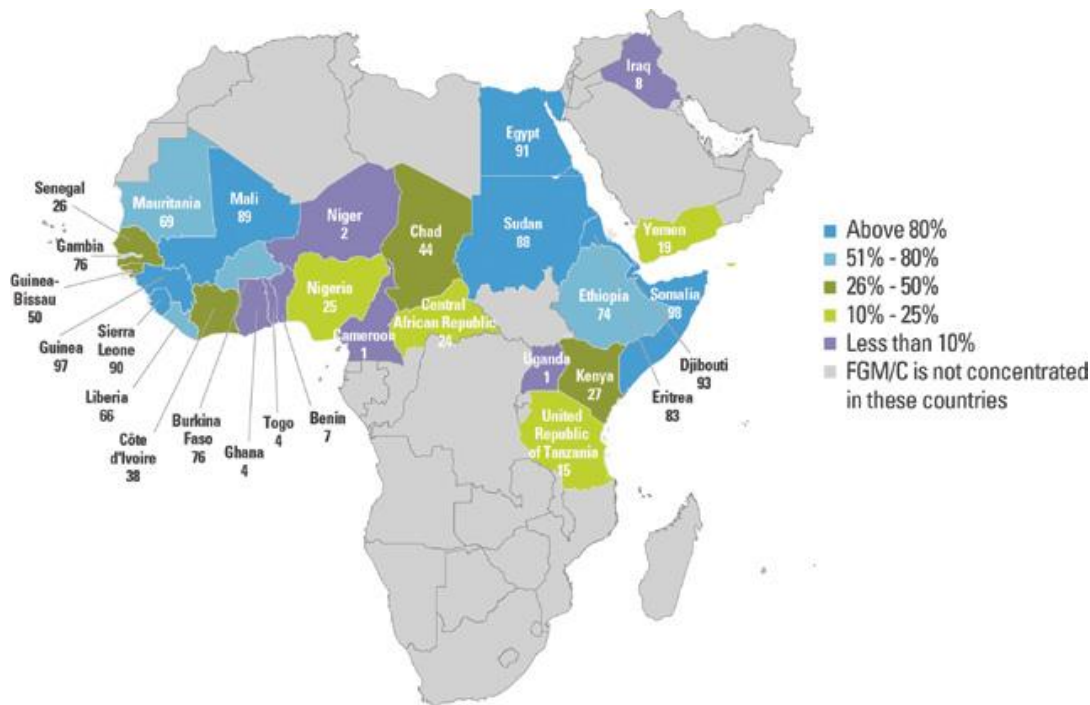 Iraq
8
Egypt
91
Senegal
26
Mauritania
69
Mali
89
Niger
2
Chad
44
Sudan
88
Yemen
19
Gambia
76
Guinea-
Bissau
50
Nigeria
25
Central
African Republic
24
Ethiopia
74
Somalia
98
Guinea
97
Sierra
Leone
90
Cameroon
1
Uganda
1
Kenya
27
Djibouti
93
Eritrea
83
Liberia
66
Côte
d'Ivoire
38
Burkina
Faso
76
Ghana
4
Togo
4
Benin
7
United
Republic
of Tanzania
15
Above 80%
51% - 80%
26% - 50%
10% - 25%
Less than 10%
FGM/C is not concentrated
in these countries